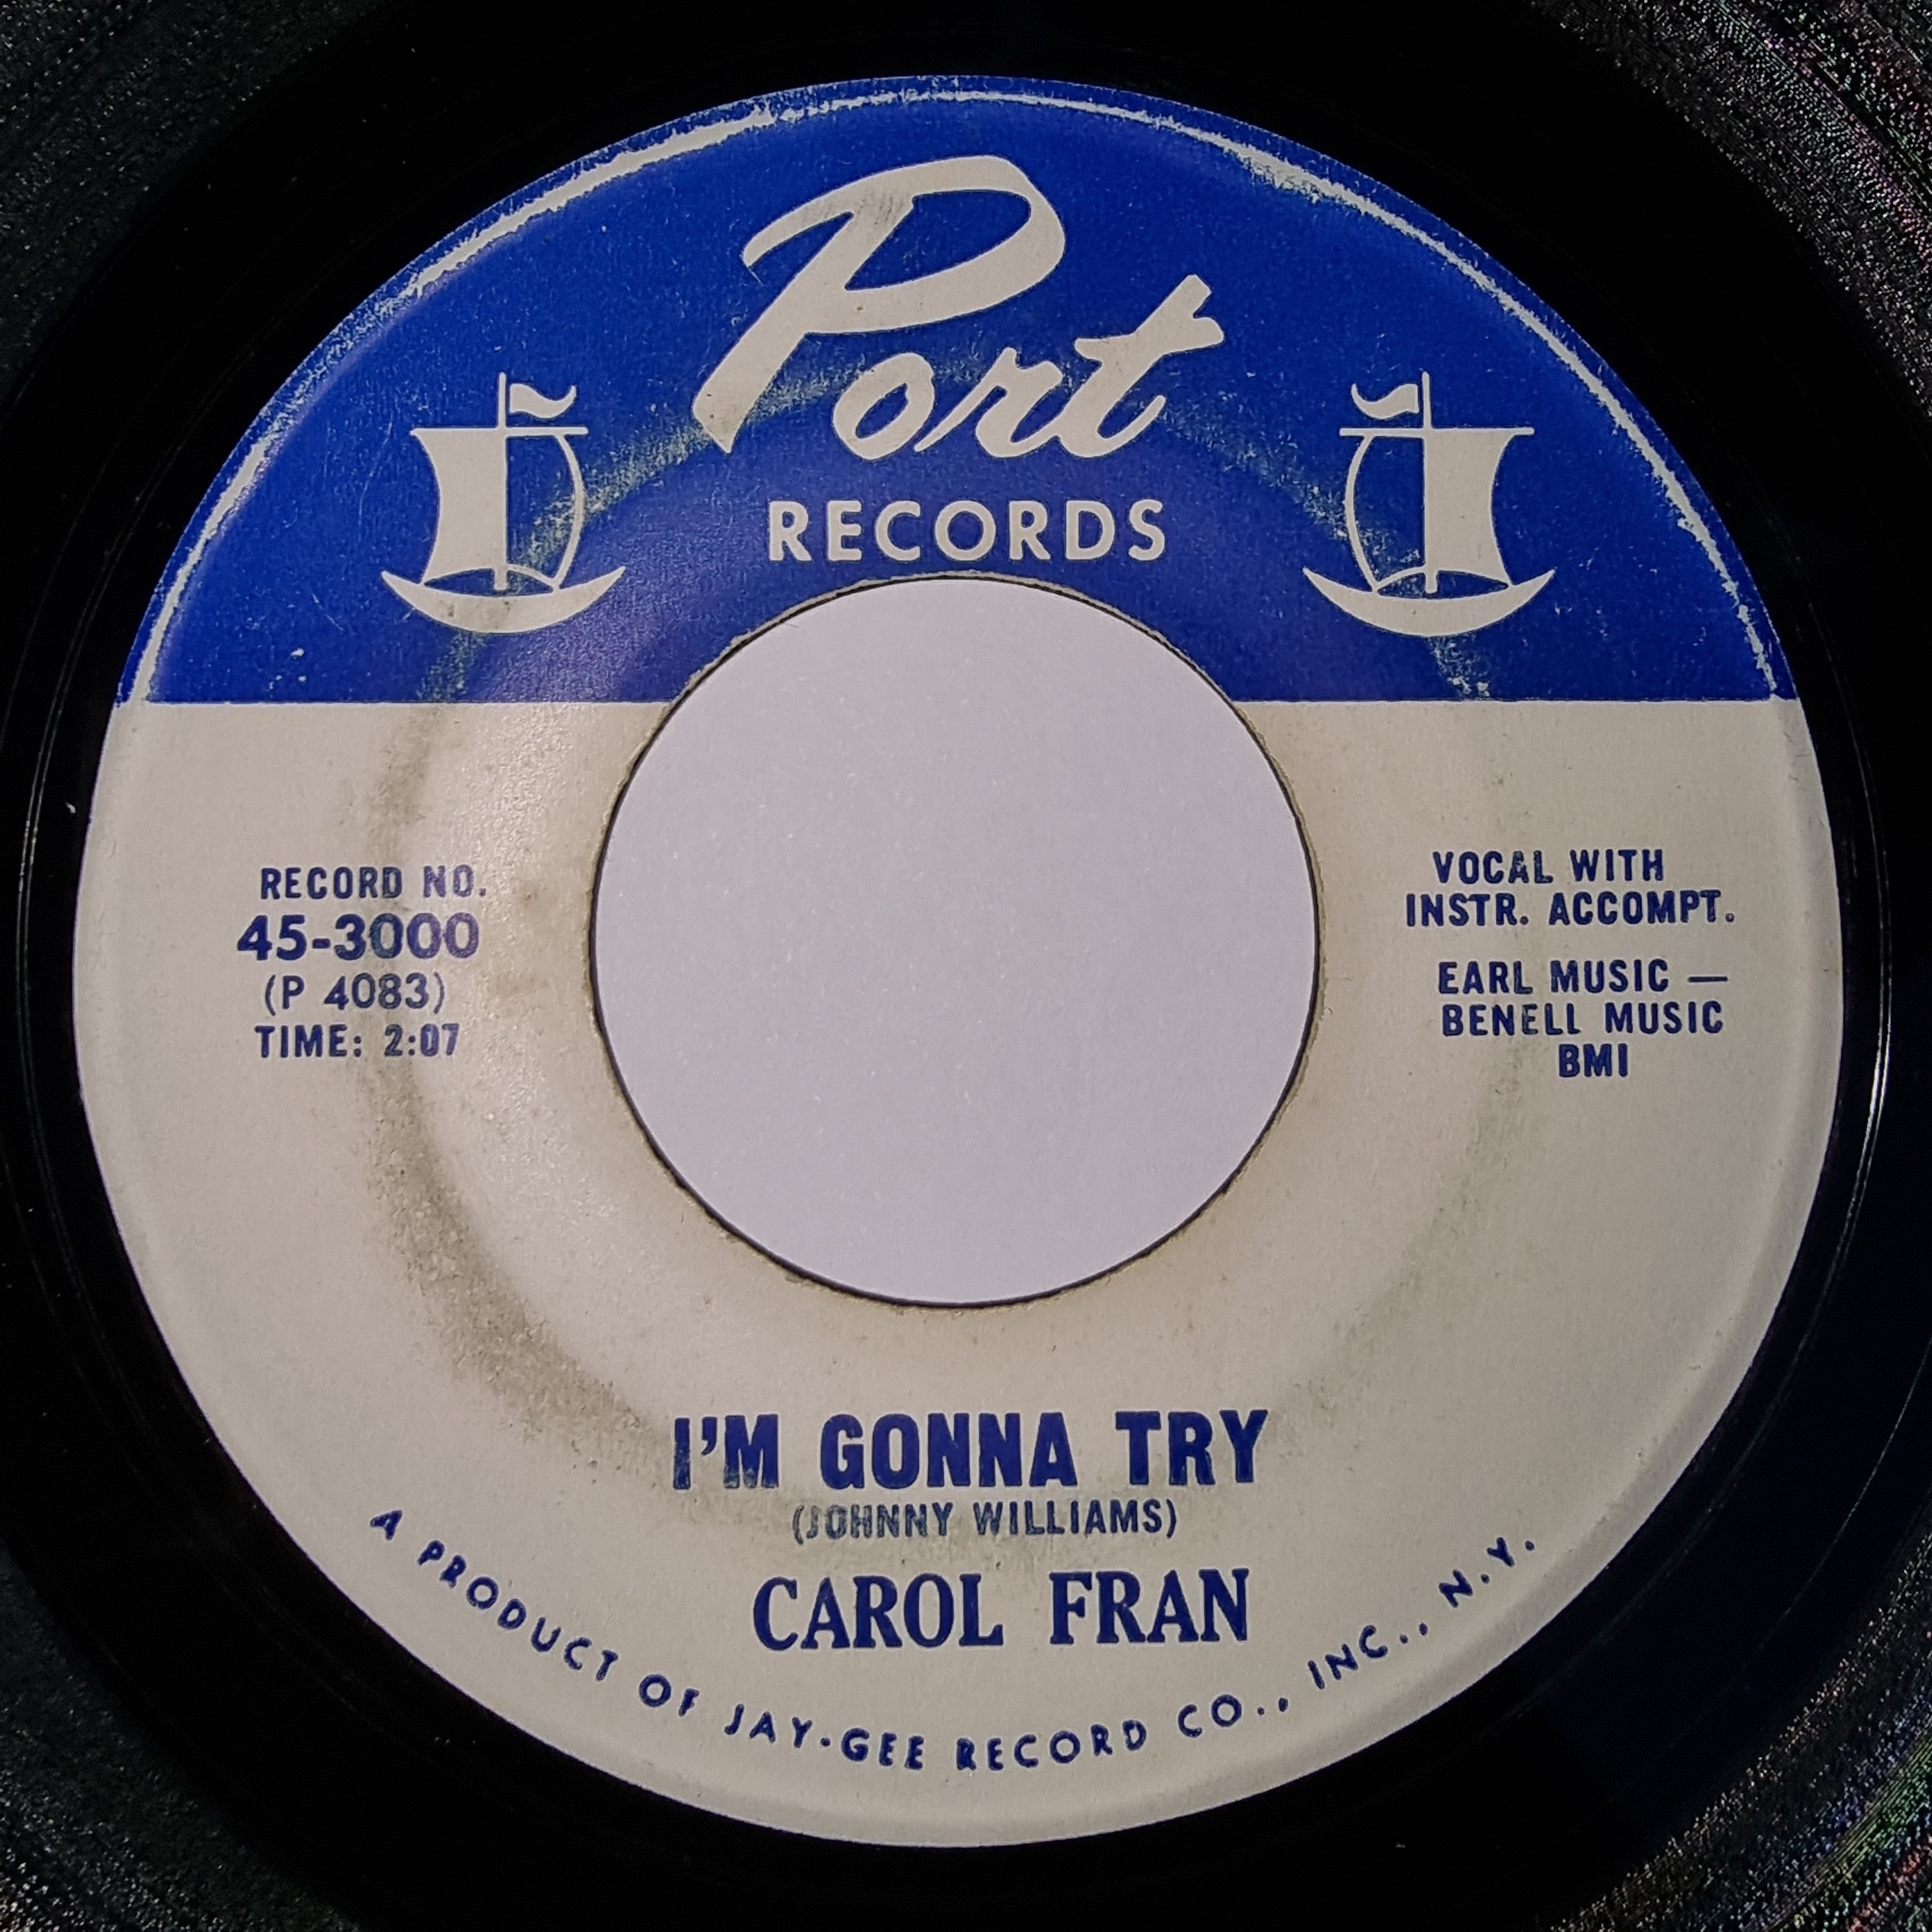 Port
RECORDS
RECORD NO.
45-3000
(P 4083)
TIME: 2:07
VOCAL WITH
INSTR. ACCOMPT.
EARL MUSIC —
BENELL MUSIC
BMI
I'M GONNA TRY
(JOHNNY WILLIAMS)
CAROL FRAN
A PRODUCT OF JAY-GEE RECORD CO., INC., N.Y.